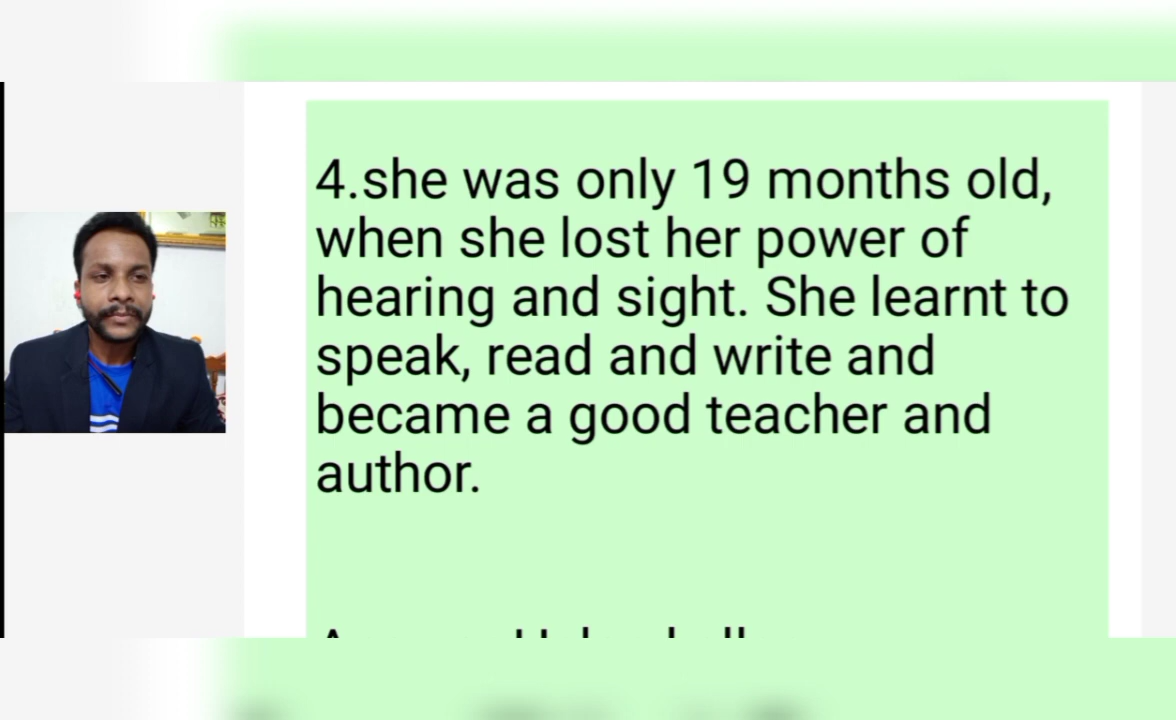 4.she was only 19 months old,
when she lost her power of
hearing and sight. She learnt to
speak, read and write and
became a good teacher and
author.